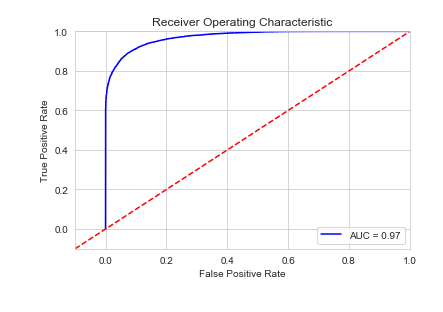 Receiver Operating Characteristic
True Positive Rate
1.0
0.8
0.6
0.4
0.2
0.0
AUC = 0.97
0.0 0.2 0.4 0.6 0.8 1.0
False Positive Rate